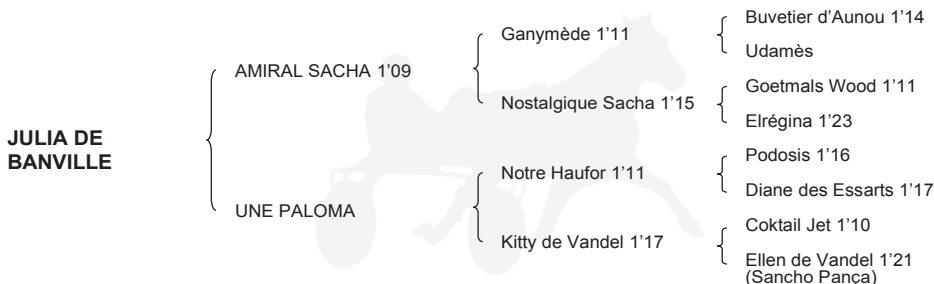 JULIA DE
BANVILLE
AMIRAL SACHA 1’09
UNE PALOMA
Ganymède 1’11
Nostalgique Sacha 1’15
Notre Haufor 1’11
Kitty de Vandel 1’17
Buvetier d’Aunou 1’14
Udamès
Goetmals Wood 1’11
Elrégina 1’23
Podosis 1’16
Diane des Essarts 1’17
Coktail Jet 1’10
Ellen de Vandel 1’21
(Sancho Pança)